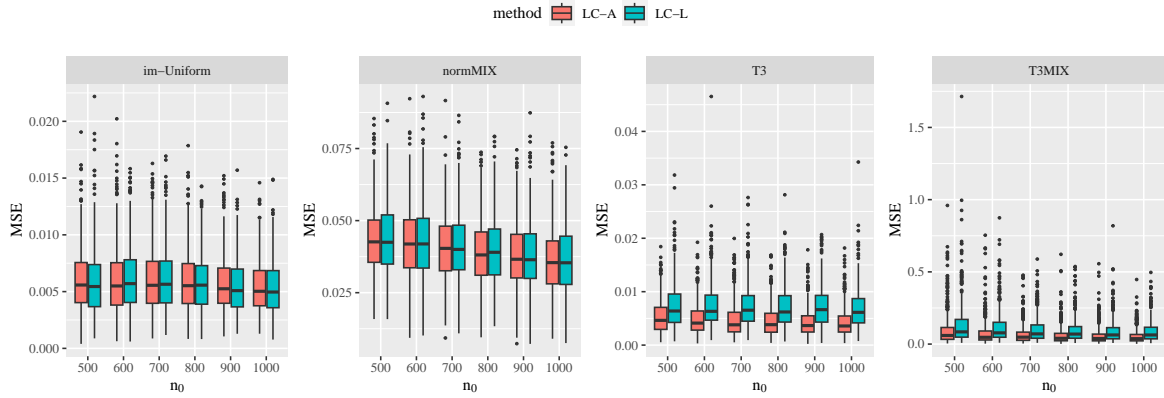 method LC−A LC−L
im−Uniform
normMIX
T3
T3MIX
MSE
0.020
0.015
0.010
0.005
0.000
500 600 700 800 900 1000
n0
MSE
0.075
0.050
0.025
500 600 700 800 900 1000
n0
MSE
0.04
0.03
0.02
0.01
0.00
500 600 700 800 900 1000
n0
MSE
1.5
1.0
0.5
0.0
500 600 700 800 900 1000
n0